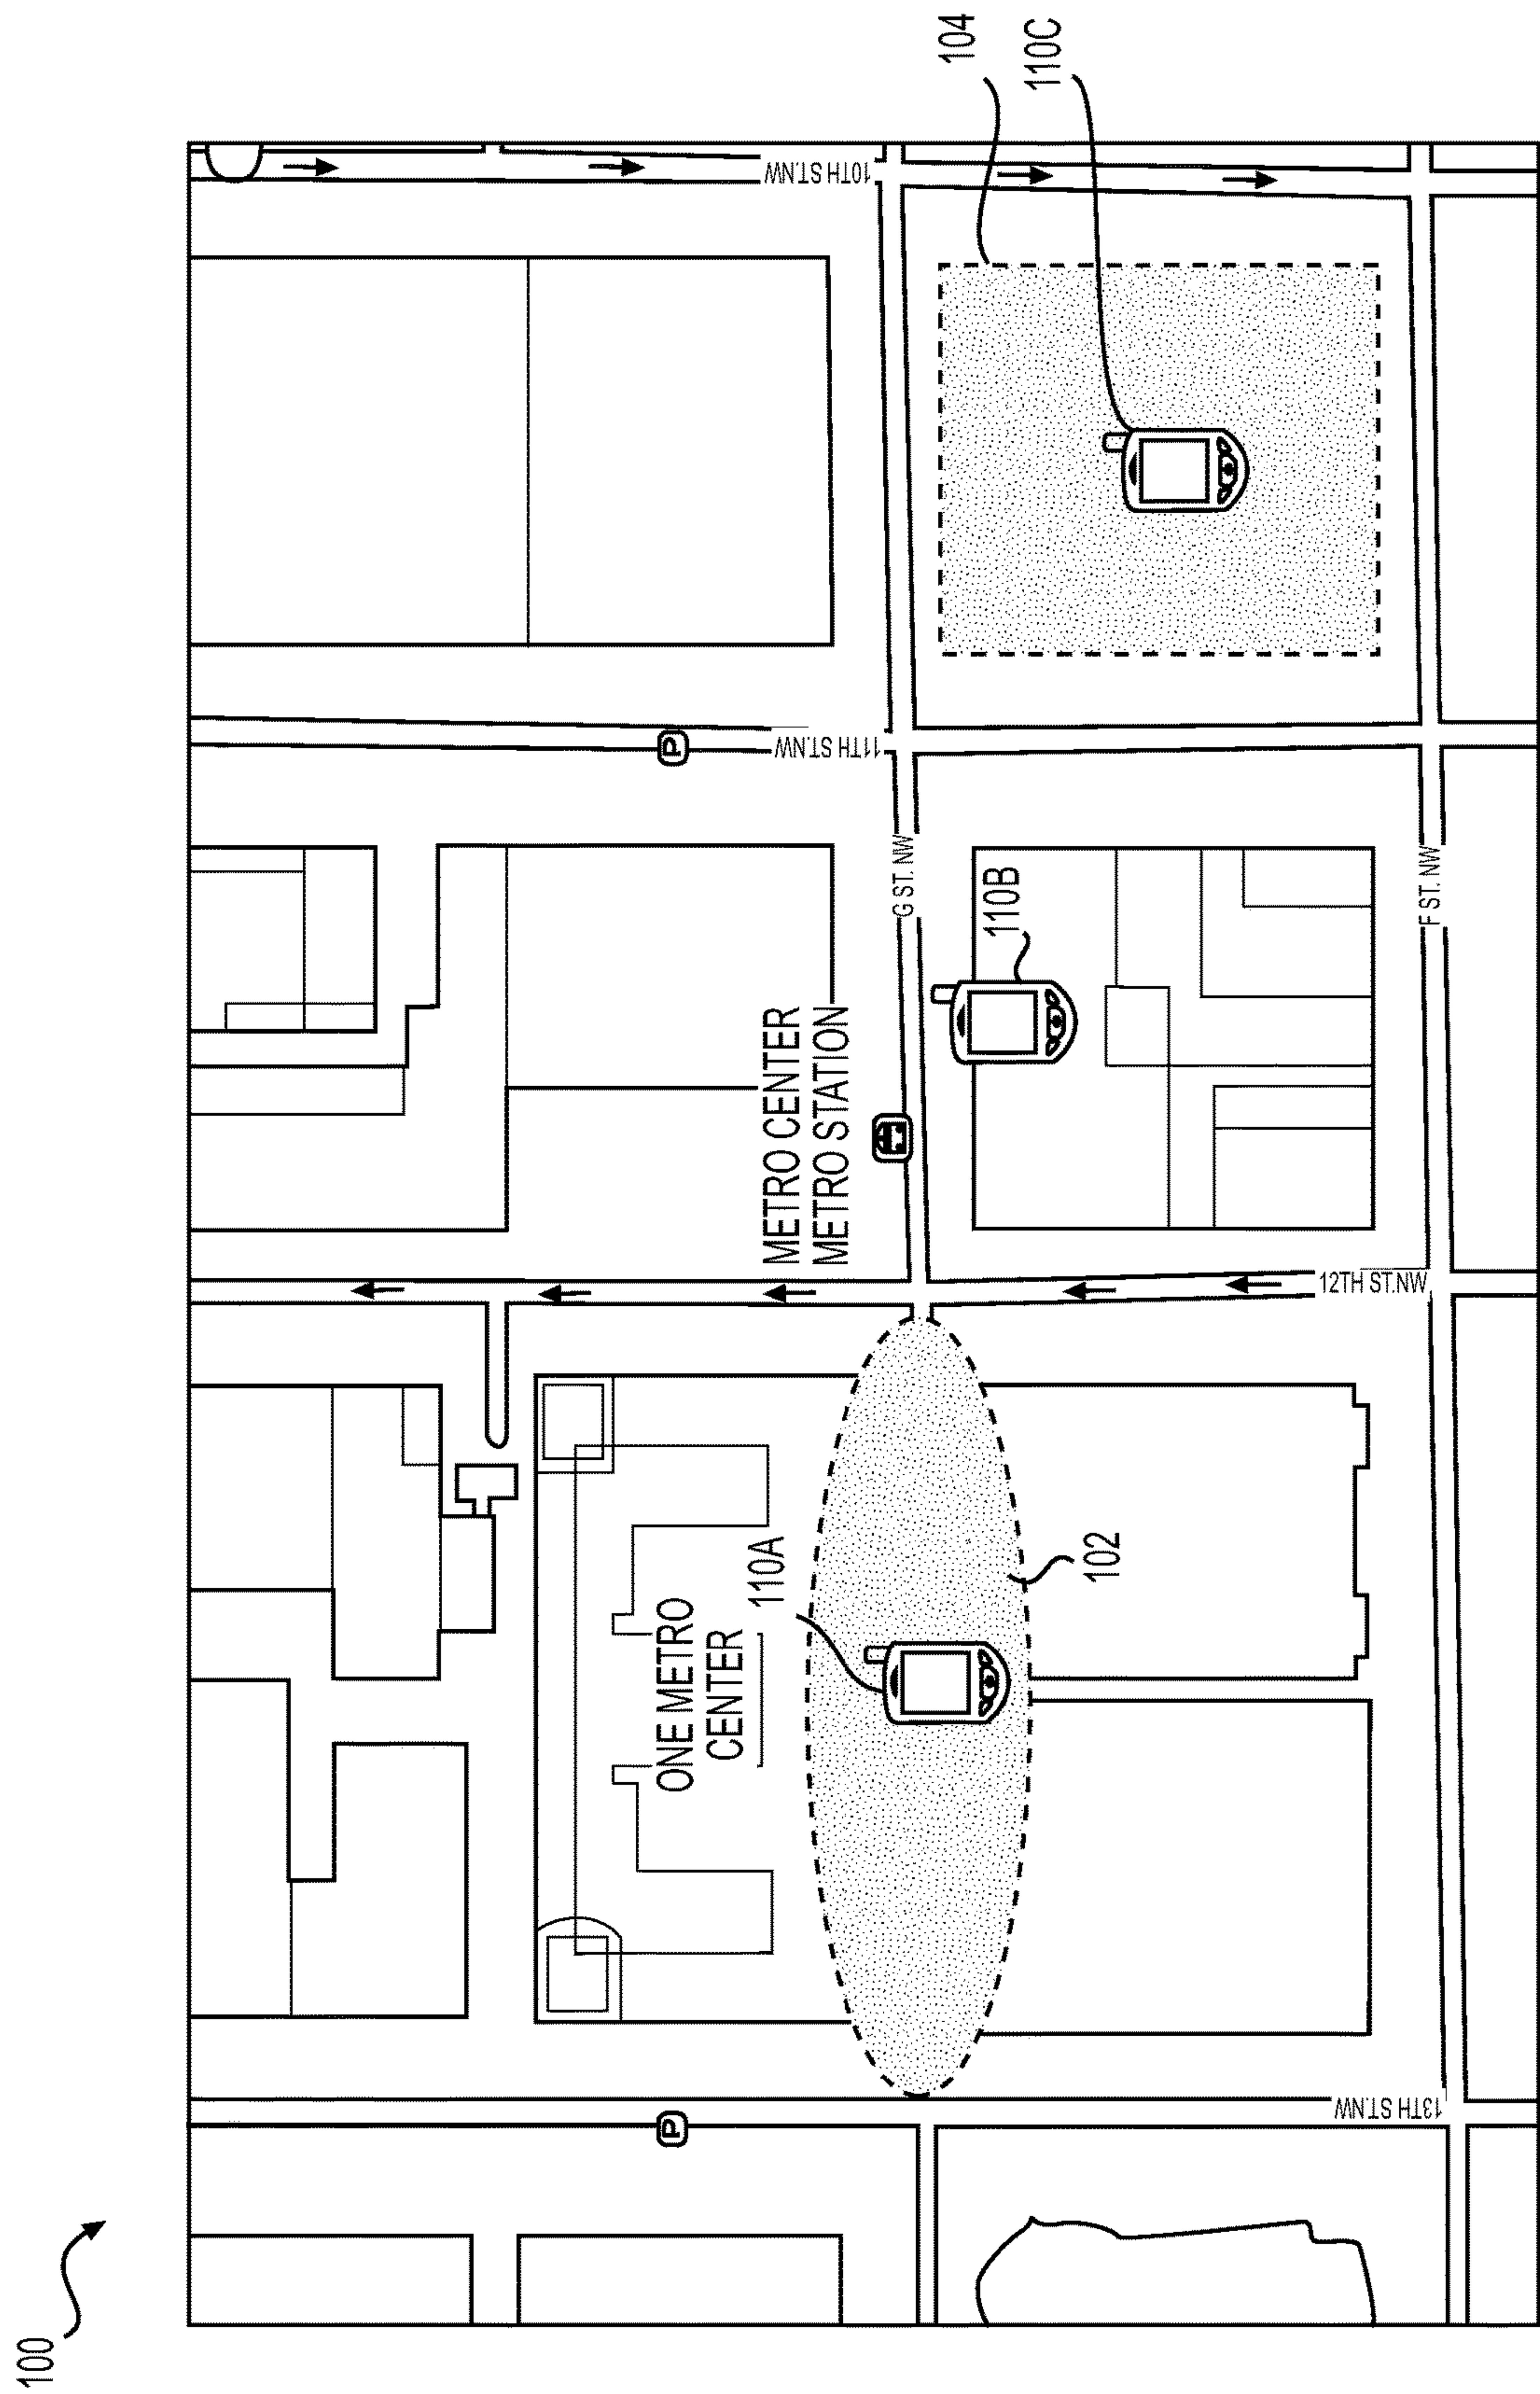 100
104
110C
10TH ST.NW
11TH ST.NW
P
G ST. NW
F ST. NW
110B
METRO CENTER
METRO STATION
12TH ST.NW
ONE METRO
CENTER
110A
102
P
13TH ST.NW